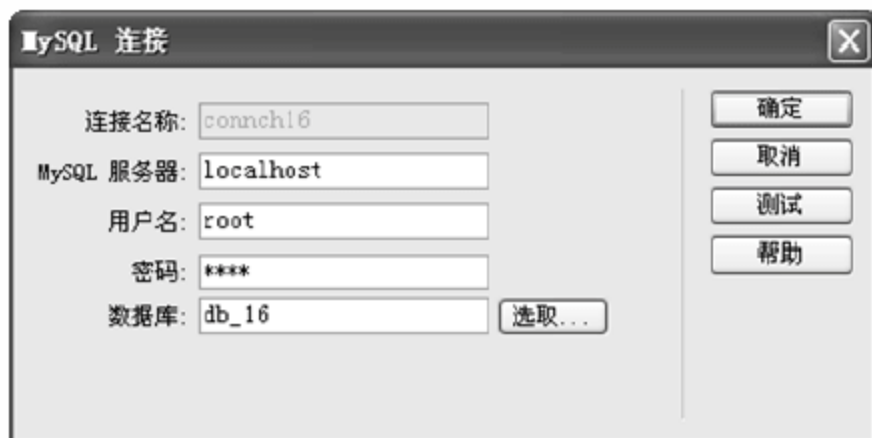 MySQL 连接
连接名称: connch16
MySQL 服务器: localhost
用户名: root
密码: ****
数据库: db_16 选取...
确定
取消
测试
帮助